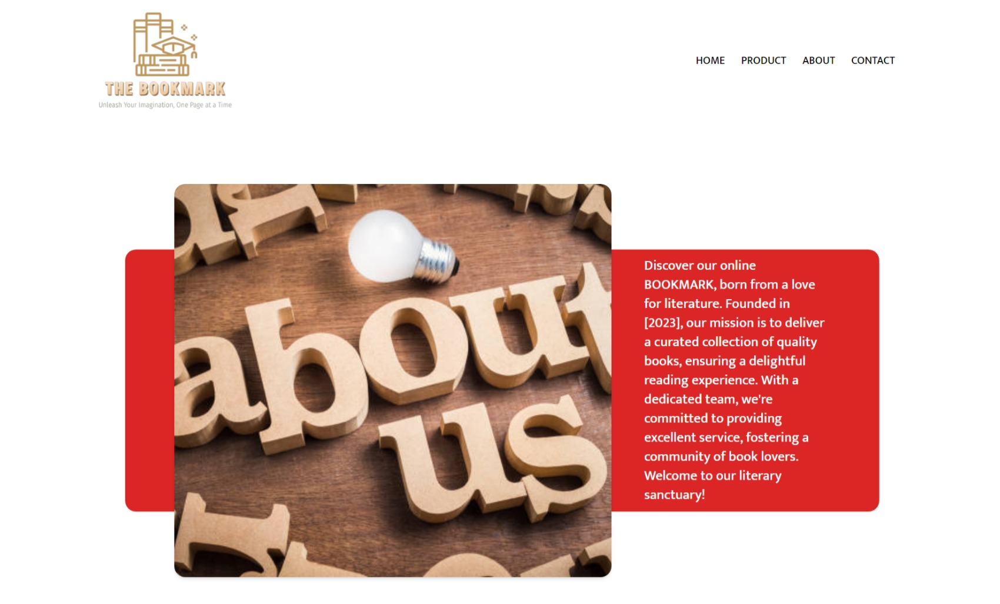 THE BOOKMARK
Unleash Your Imagination, One Page at a Time
HOME PRODUCT ABOUT CONTACT
about
us
Discover our online
BOOKMARK, born from a love
for literature. Founded in
[2023], our mission is to deliver
a curated collection of quality
books, ensuring a delightful
reading experience. With a
dedicated team, we're
committed to providing
excellent service, fostering a
community of book lovers.
Welcome to our literary
sanctuary!